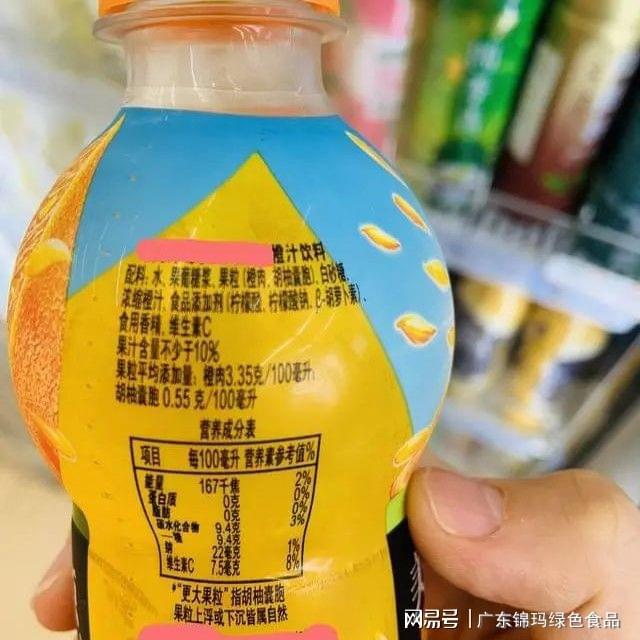 橙汁饮料
配料: 水、果葡糖浆、果粒(橙肉、胡柚囊胞)、白砂糖、
浓缩橙汁、食品添加剂(柠檬酸、柠檬酸钠、β-胡萝卜素)、
食用香精、维生素C
果汁含量不少于10%
果粒平均添加量: 橙肉3.35克/100毫升,
胡柚囊胞 0.55 克/100毫升
营养成分表
项目 每100毫升 营养素参考值%
能量 167千焦 2%
蛋白质 0克 0%
脂肪 0克 0%
碳水化合物 9.4克 3%
—糖 9.4克
钠 22毫克 1%
维生素C 7.5毫克 8%
*“更大果粒”指胡柚囊胞
果粒上浮或下沉皆属自然
网易号 | 广东锦玛绿色食品